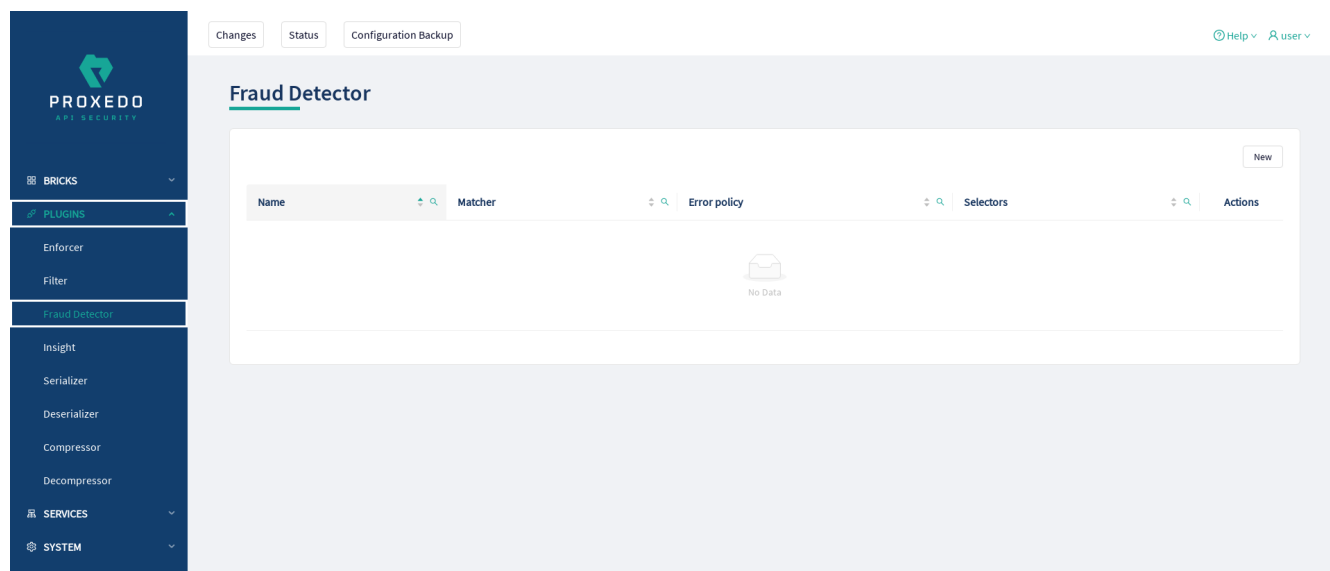 Changes Status Configuration Backup Help user
PROXEDO
API SECURITY
Fraud Detector
New
BRICKS
PLUGINS
Enforcer
Filter
Fraud Detector
Insight
Serializer
Deserializer
Compressor
Decompressor
SERVICES
SYSTEM
Name Matcher Error policy Selectors Actions
No Data